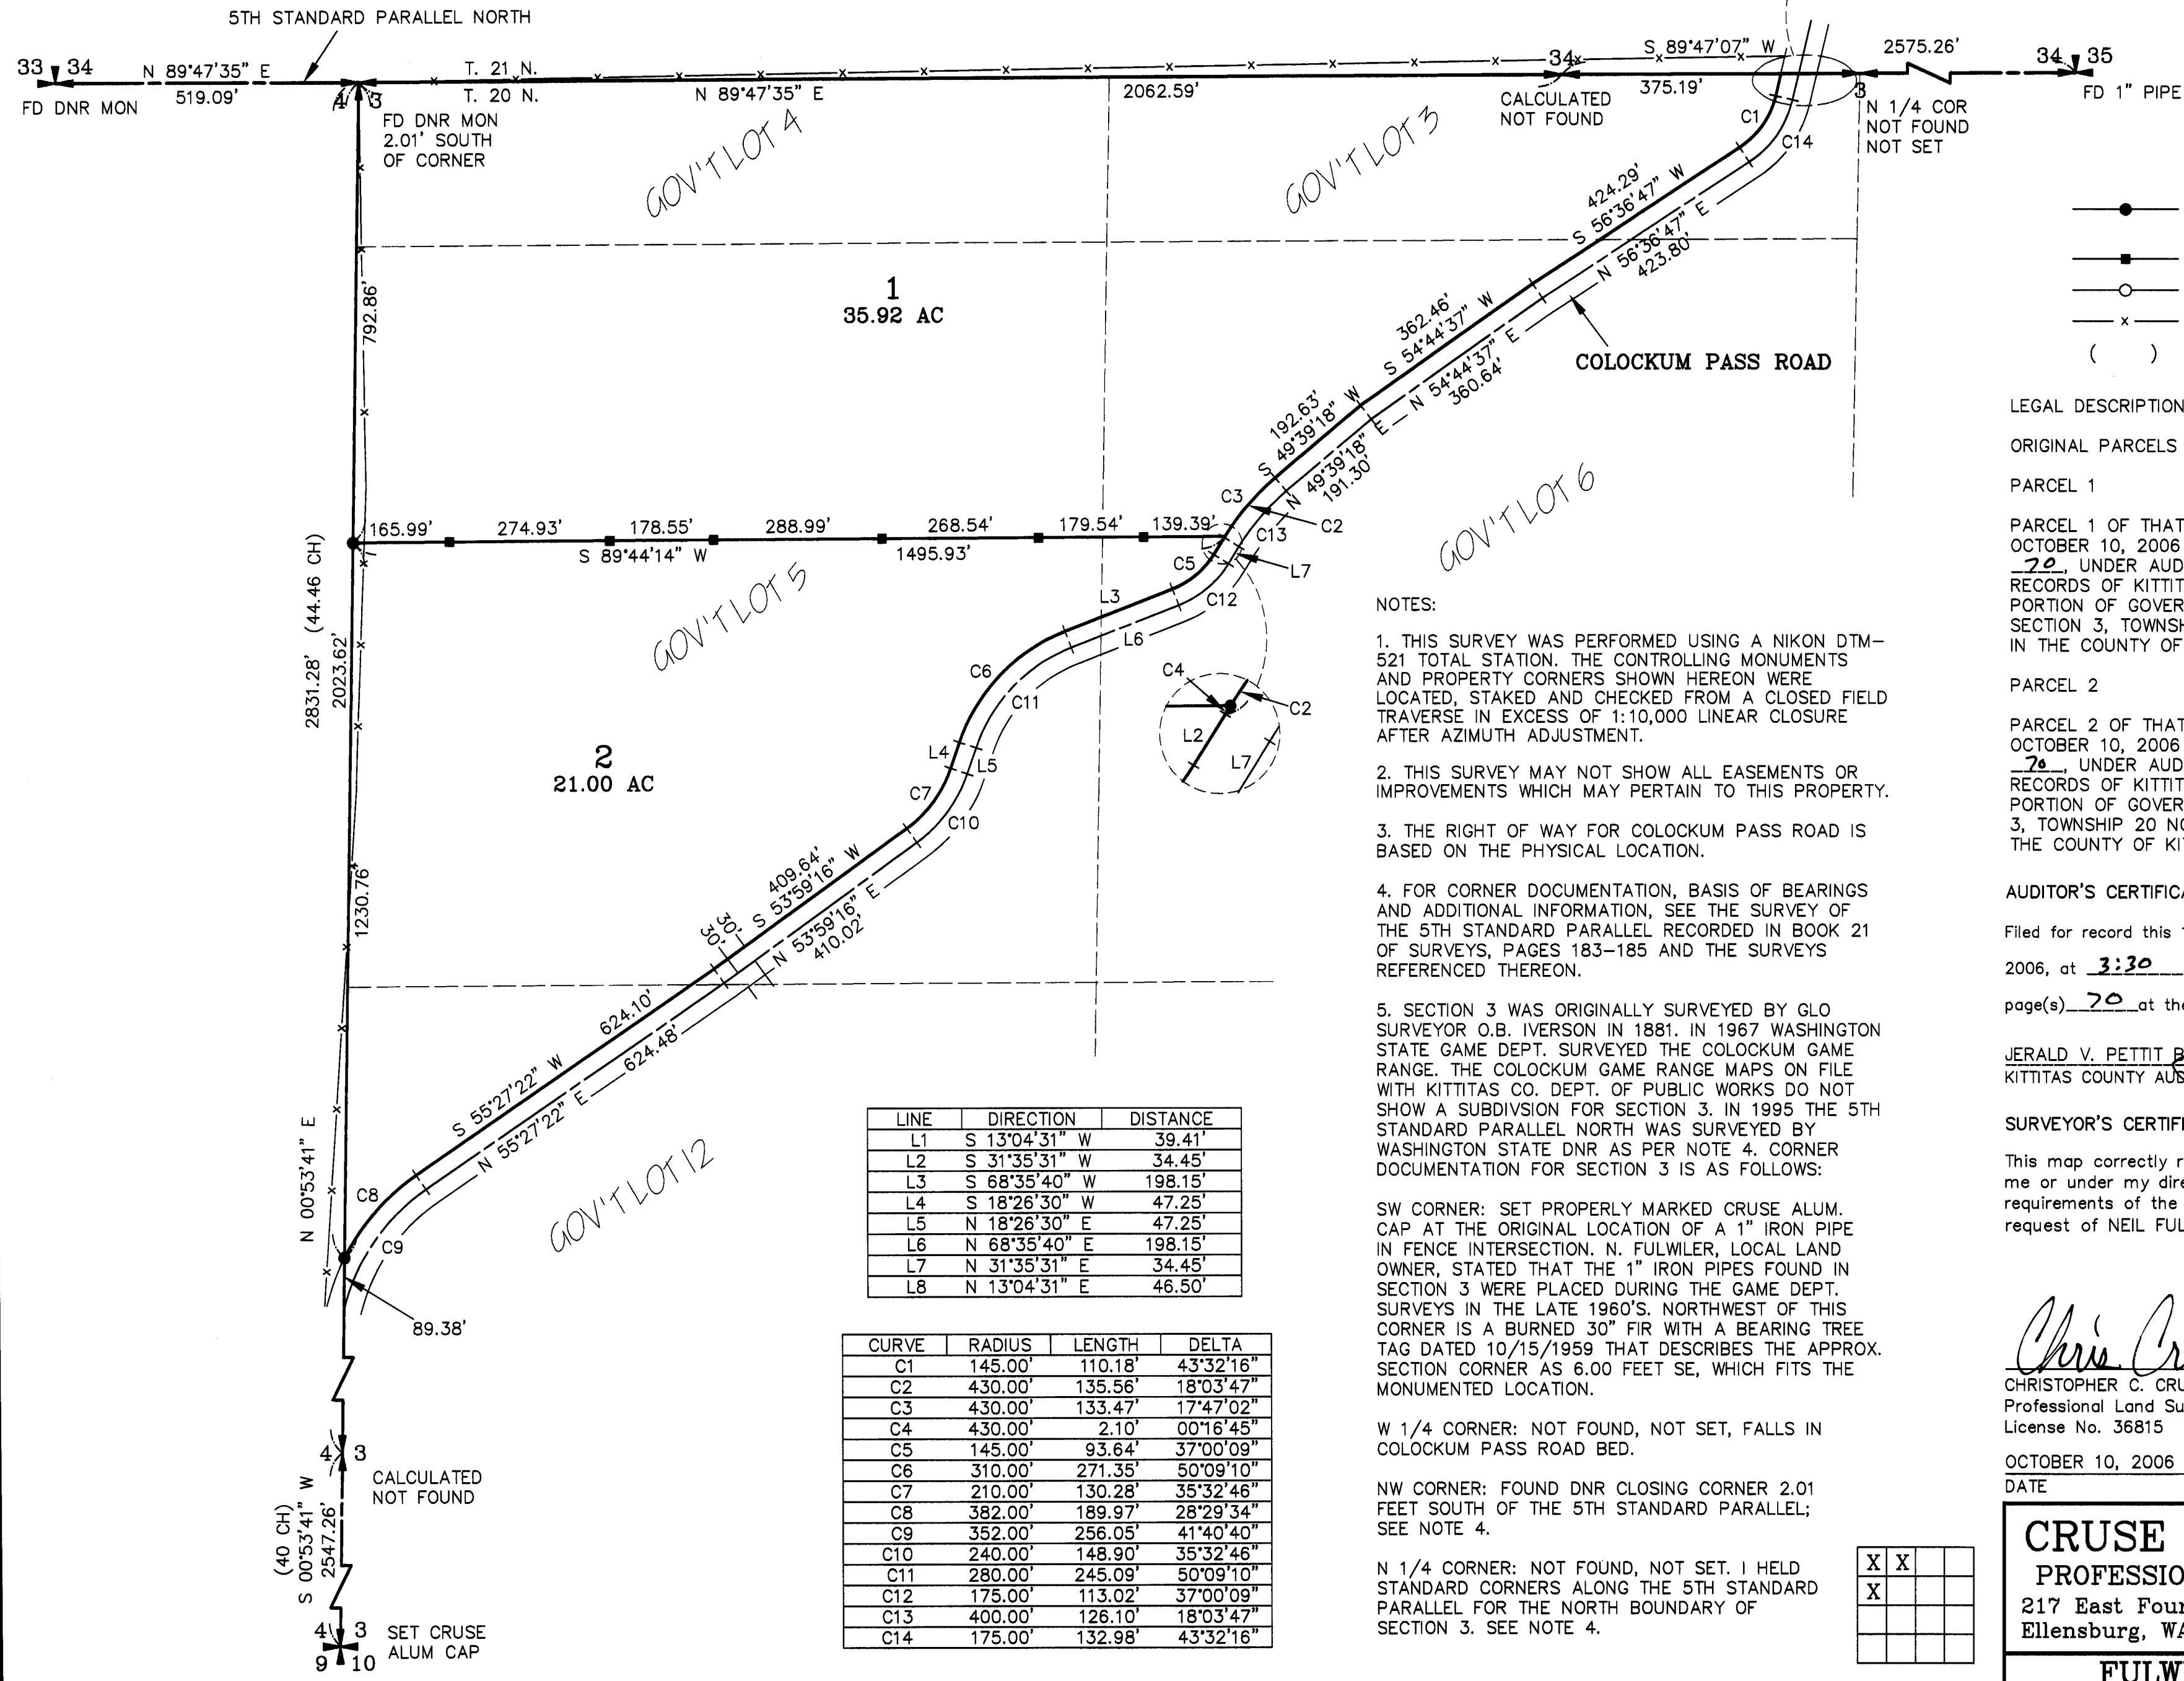 5TH STANDARD PARALLEL NORTH
33 34
N 89°47'35" E
519.09'
FD DNR MON
4 3
FD DNR MON
2.01' SOUTH
OF CORNER
T. 21 N.
T. 20 N.
N 89°47'35" E
2062.59'
34
CALCULATED
NOT FOUND
S 89°47'07" W
375.19'
2575.26'
3
N 1/4 COR
NOT FOUND
NOT SET
34 35
FD 1" PIPE
C1
C14
GOV'T LOT 4
GOV'T LOT 3
424.29'
S 56°36'47" W
N 56°36'47" E
423.80'
792.86'
1
35.92 AC
362.46'
S 54°44'37" W
N 54°44'37" E
360.64'
COLOCKUM PASS ROAD
192.63'
S 49°39'18" W
N 49°39'18" E
191.30'
C3
C2
C13
L7
C5
C12
GOV'T LOT 6
165.99'
274.93'
178.55'
288.99'
268.54'
179.54'
139.39'
S 89°44'14" W
1495.93'
2831.28' (44.46 CH)
2023.62'
GOV'T LOT 5
L3
L6
C6
C11
C4
C2
L2
L7
L4
L5
2
21.00 AC
C7
C10
409.64'
S 53°59'16" W
N 53°59'16" E
410.02'
30'
30'
1230.76'
624.10'
S 55°27'22" W
N 55°27'22" E
624.48'
N 00°53'41" E
C8
C9
GOV'T LOT 12
89.38'
4 3
CALCULATED
NOT FOUND
(40 CH)
S 00°53'41" W
2547.26'
4 3
9 10
SET CRUSE
ALUM CAP
LINE DIRECTION DISTANCE
L1 S 13°04'31" W 39.41'
L2 S 31°35'31" W 34.45'
L3 S 68°35'40" W 198.15'
L4 S 18°26'30" W 47.25'
L5 N 18°26'30" E 47.25'
L6 N 68°35'40" E 198.15'
L7 N 31°35'31" E 34.45'
L8 N 13°04'31" E 46.50'
CURVE RADIUS LENGTH DELTA
C1 145.00' 110.18' 43°32'16"
C2 430.00' 135.56' 18°03'47"
C3 430.00' 133.47' 17°47'02"
C4 430.00' 2.10' 00°16'45"
C5 145.00' 93.64' 37°00'09"
C6 310.00' 271.35' 50°09'10"
C7 210.00' 130.28' 35°32'46"
C8 382.00' 189.97' 28°29'34"
C9 352.00' 256.05' 41°40'40"
C10 240.00' 148.90' 35°32'46"
C11 280.00' 245.09' 50°09'10"
C12 175.00' 113.02' 37°00'09"
C13 400.00' 126.10' 18°03'47"
C14 175.00' 132.98' 43°32'16"
NOTES:
1. THIS SURVEY WAS PERFORMED USING A NIKON DTM-
521 TOTAL STATION. THE CONTROLLING MONUMENTS
AND PROPERTY CORNERS SHOWN HEREON WERE
LOCATED, STAKED AND CHECKED FROM A CLOSED FIELD
TRAVERSE IN EXCESS OF 1:10,000 LINEAR CLOSURE
AFTER AZIMUTH ADJUSTMENT.
2. THIS SURVEY MAY NOT SHOW ALL EASEMENTS OR
IMPROVEMENTS WHICH MAY PERTAIN TO THIS PROPERTY.
3. THE RIGHT OF WAY FOR COLOCKUM PASS ROAD IS
BASED ON THE PHYSICAL LOCATION.
4. FOR CORNER DOCUMENTATION, BASIS OF BEARINGS
AND ADDITIONAL INFORMATION, SEE THE SURVEY OF
THE 5TH STANDARD PARALLEL RECORDED IN BOOK 21
OF SURVEYS, PAGES 183-185 AND THE SURVEYS
REFERENCED THEREON.
5. SECTION 3 WAS ORIGINALLY SURVEYED BY GLO
SURVEYOR O.B. IVERSON IN 1881. IN 1967 WASHINGTON
STATE GAME DEPT. SURVEYED THE COLOCKUM GAME
RANGE. THE COLOCKUM GAME RANGE MAPS ON FILE
WITH KITTITAS CO. DEPT. OF PUBLIC WORKS DO NOT
SHOW A SUBDIVSION FOR SECTION 3. IN 1995 THE 5TH
STANDARD PARALLEL NORTH WAS SURVEYED BY
WASHINGTON STATE DNR AS PER NOTE 4. CORNER
DOCUMENTATION FOR SECTION 3 IS AS FOLLOWS:
SW CORNER: SET PROPERLY MARKED CRUSE ALUM.
CAP AT THE ORIGINAL LOCATION OF A 1" IRON PIPE
IN FENCE INTERSECTION. N. FULWILER, LOCAL LAND
OWNER, STATED THAT THE 1" IRON PIPES FOUND IN
SECTION 3 WERE PLACED DURING THE GAME DEPT.
SURVEYS IN THE LATE 1960'S. NORTHWEST OF THIS
CORNER IS A BURNED 30" FIR WITH A BEARING TREE
TAG DATED 10/15/1959 THAT DESCRIBES THE APPROX.
SECTION CORNER AS 6.00 FEET SE, WHICH FITS THE
MONUMENTED LOCATION.
W 1/4 CORNER: NOT FOUND, NOT SET, FALLS IN
COLOCKUM PASS ROAD BED.
NW CORNER: FOUND DNR CLOSING CORNER 2.01
FEET SOUTH OF THE 5TH STANDARD PARALLEL;
SEE NOTE 4.
N 1/4 CORNER: NOT FOUND, NOT SET. I HELD
STANDARD CORNERS ALONG THE 5TH STANDARD
PARALLEL FOR THE NORTH BOUNDARY OF
SECTION 3. SEE NOTE 4.
X X
X
x
( )
LEGAL DESCRIPTION
ORIGINAL PARCELS
PARCEL 1
PARCEL 1 OF THAT
OCTOBER 10, 2006
70, UNDER AUD
RECORDS OF KITTIT
PORTION OF GOVER
SECTION 3, TOWNSH
IN THE COUNTY OF
PARCEL 2
PARCEL 2 OF THAT
OCTOBER 10, 2006
70, UNDER AUD
RECORDS OF KITTIT
PORTION OF GOVER
3, TOWNSHIP 20 NO
THE COUNTY OF KI
AUDITOR'S CERTIFICA
Filed for record this
2006, at 3:30
page(s) 70 at the
JERALD V. PETTIT B
KITTITAS COUNTY AUD
SURVEYOR'S CERTIFI
This map correctly r
me or under my dire
requirements of the
request of NEIL FUL
Chris Cr
CHRISTOPHER C. CRU
Professional Land Su
License No. 36815
OCTOBER 10, 2006
DATE
CRUSE
PROFESSIO
217 East Four
Ellensburg, WA
FULW